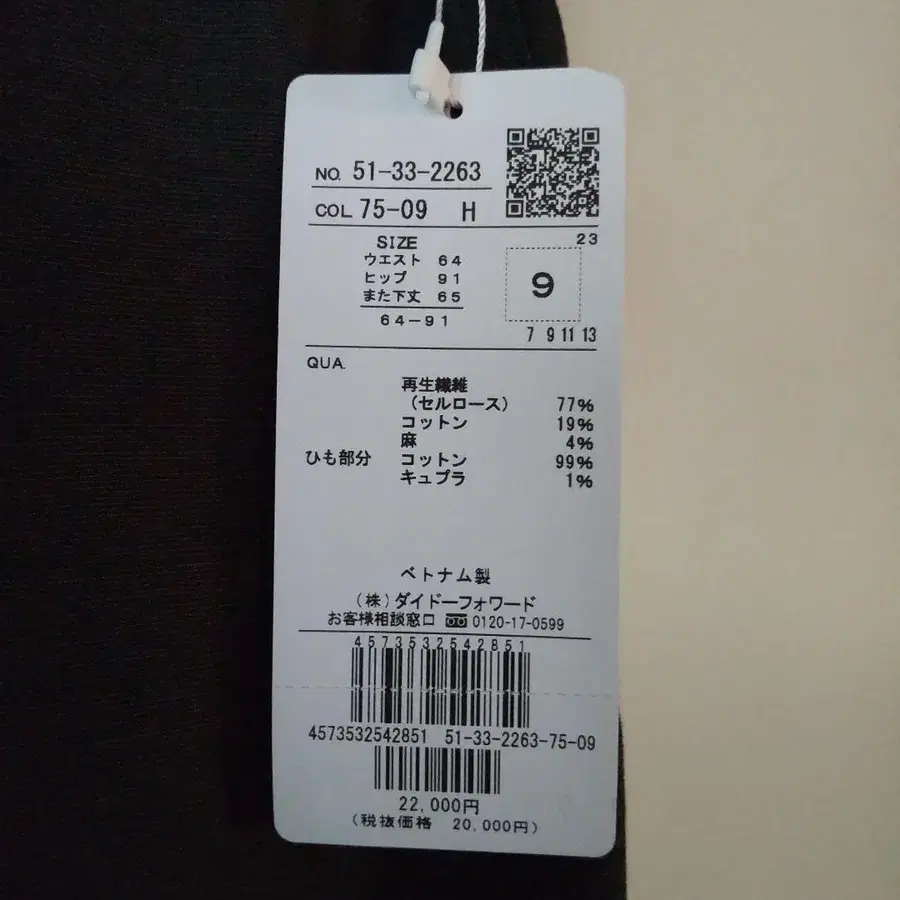 NO. 51-33-2263
COL. 75-09 H
SIZE 23
ウエスト 64
ヒップ 91
また下丈 65
64-91
9
7 9 11 13
QUA.
再生繊維
(セルロース) 77%
コットン 19%
麻 4%
ひも部分 コットン 99%
キュプラ 1%
ベトナム製
(株)ダイドーフォワード
お客様相談窓口 0120-17-0599
4573532542851
4573532542851 51-33-2263-75-09
22,000円
(税抜価格 20,000円)